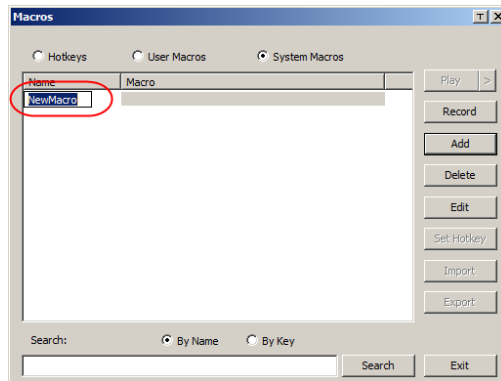 Macros
Hotkeys User Macros System Macros
Name Macro
NewMacro
Play >
Record
Add
Delete
Edit
Set Hotkey
Import
Export
Search: By Name By Key
Search Exit